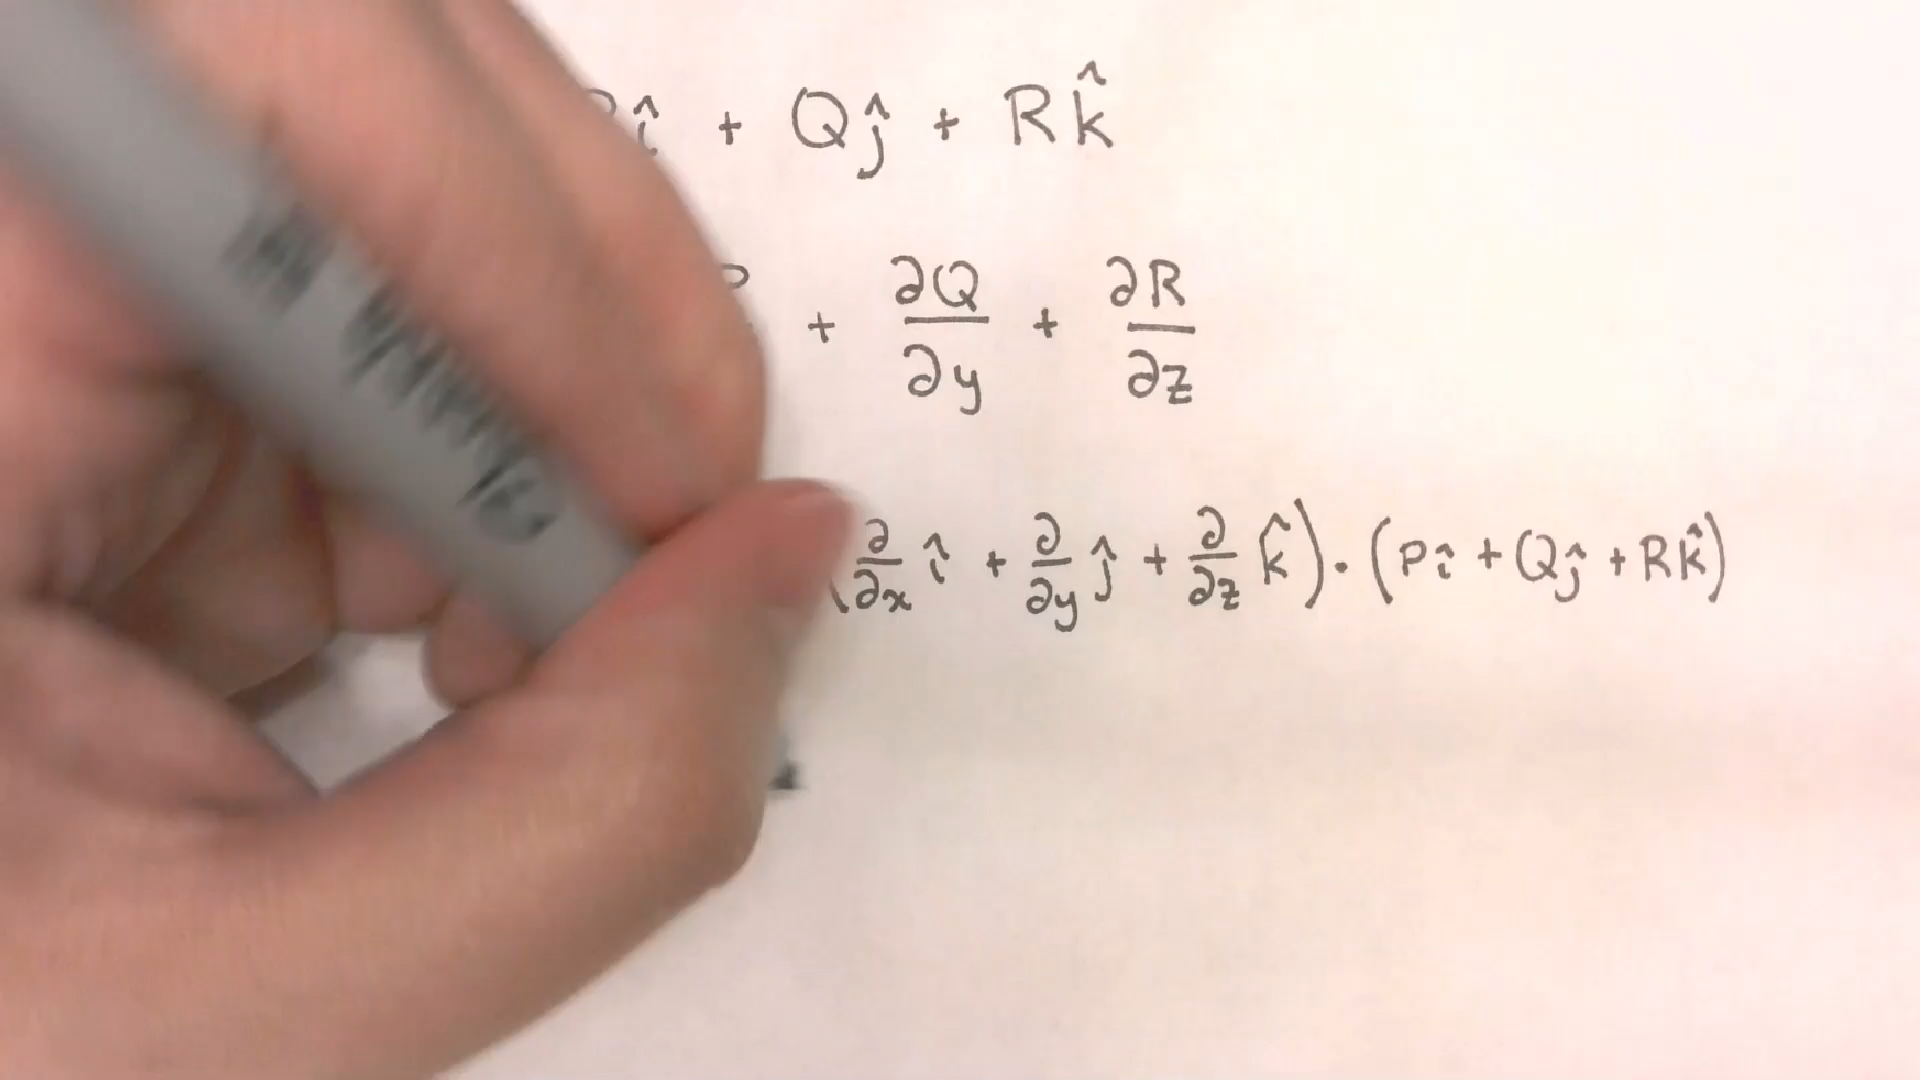 î + Qĵ + Rk̂
+ ∂Q/∂y + ∂R/∂z
(∂/∂x î + ∂/∂y ĵ + ∂/∂z k̂) · (Pî + Qĵ + Rk̂)